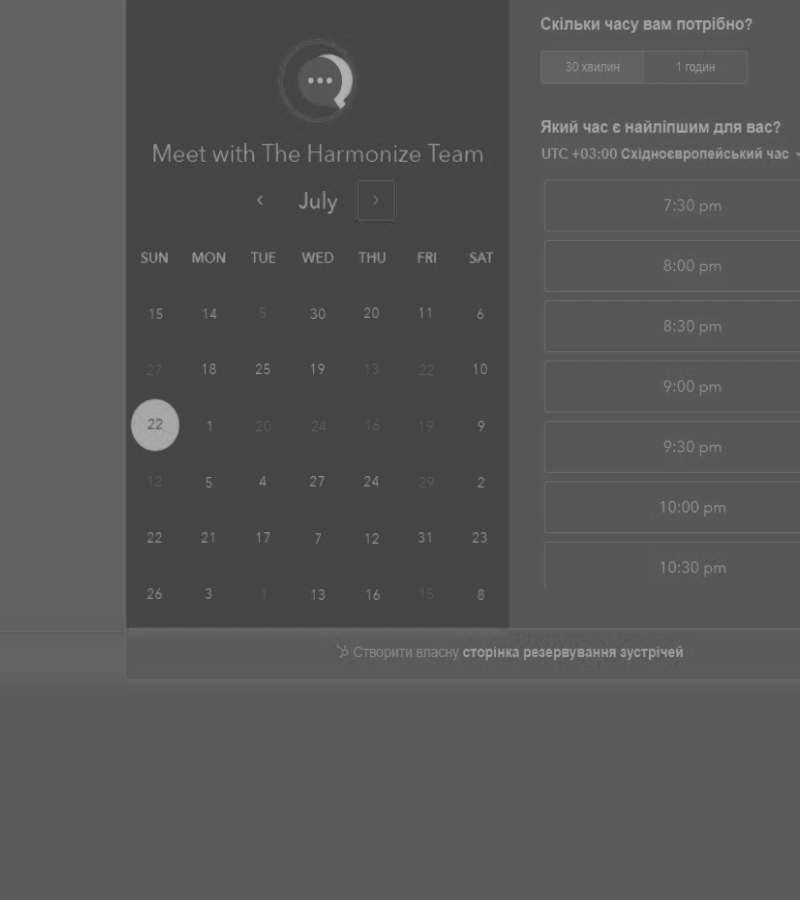 Meet with The Harmonize Team
July
SUN MON TUE WED THU FRI SAT
15 14 5 30 20 11 6
27 18 25 19 13 22 10
22 1 20 24 16 19 9
12 5 4 27 24 29 2
22 21 17 7 12 31 23
26 3 1 13 16 15 8
Скільки часу вам потрібно?
30 хвилин 1 годин
Який час є найліпшим для вас?
UTC +03:00 Східноєвропейський час
7:30 pm
8:00 pm
8:30 pm
9:00 pm
9:30 pm
10:00 pm
10:30 pm
Створити власну сторінка резервування зустрічей